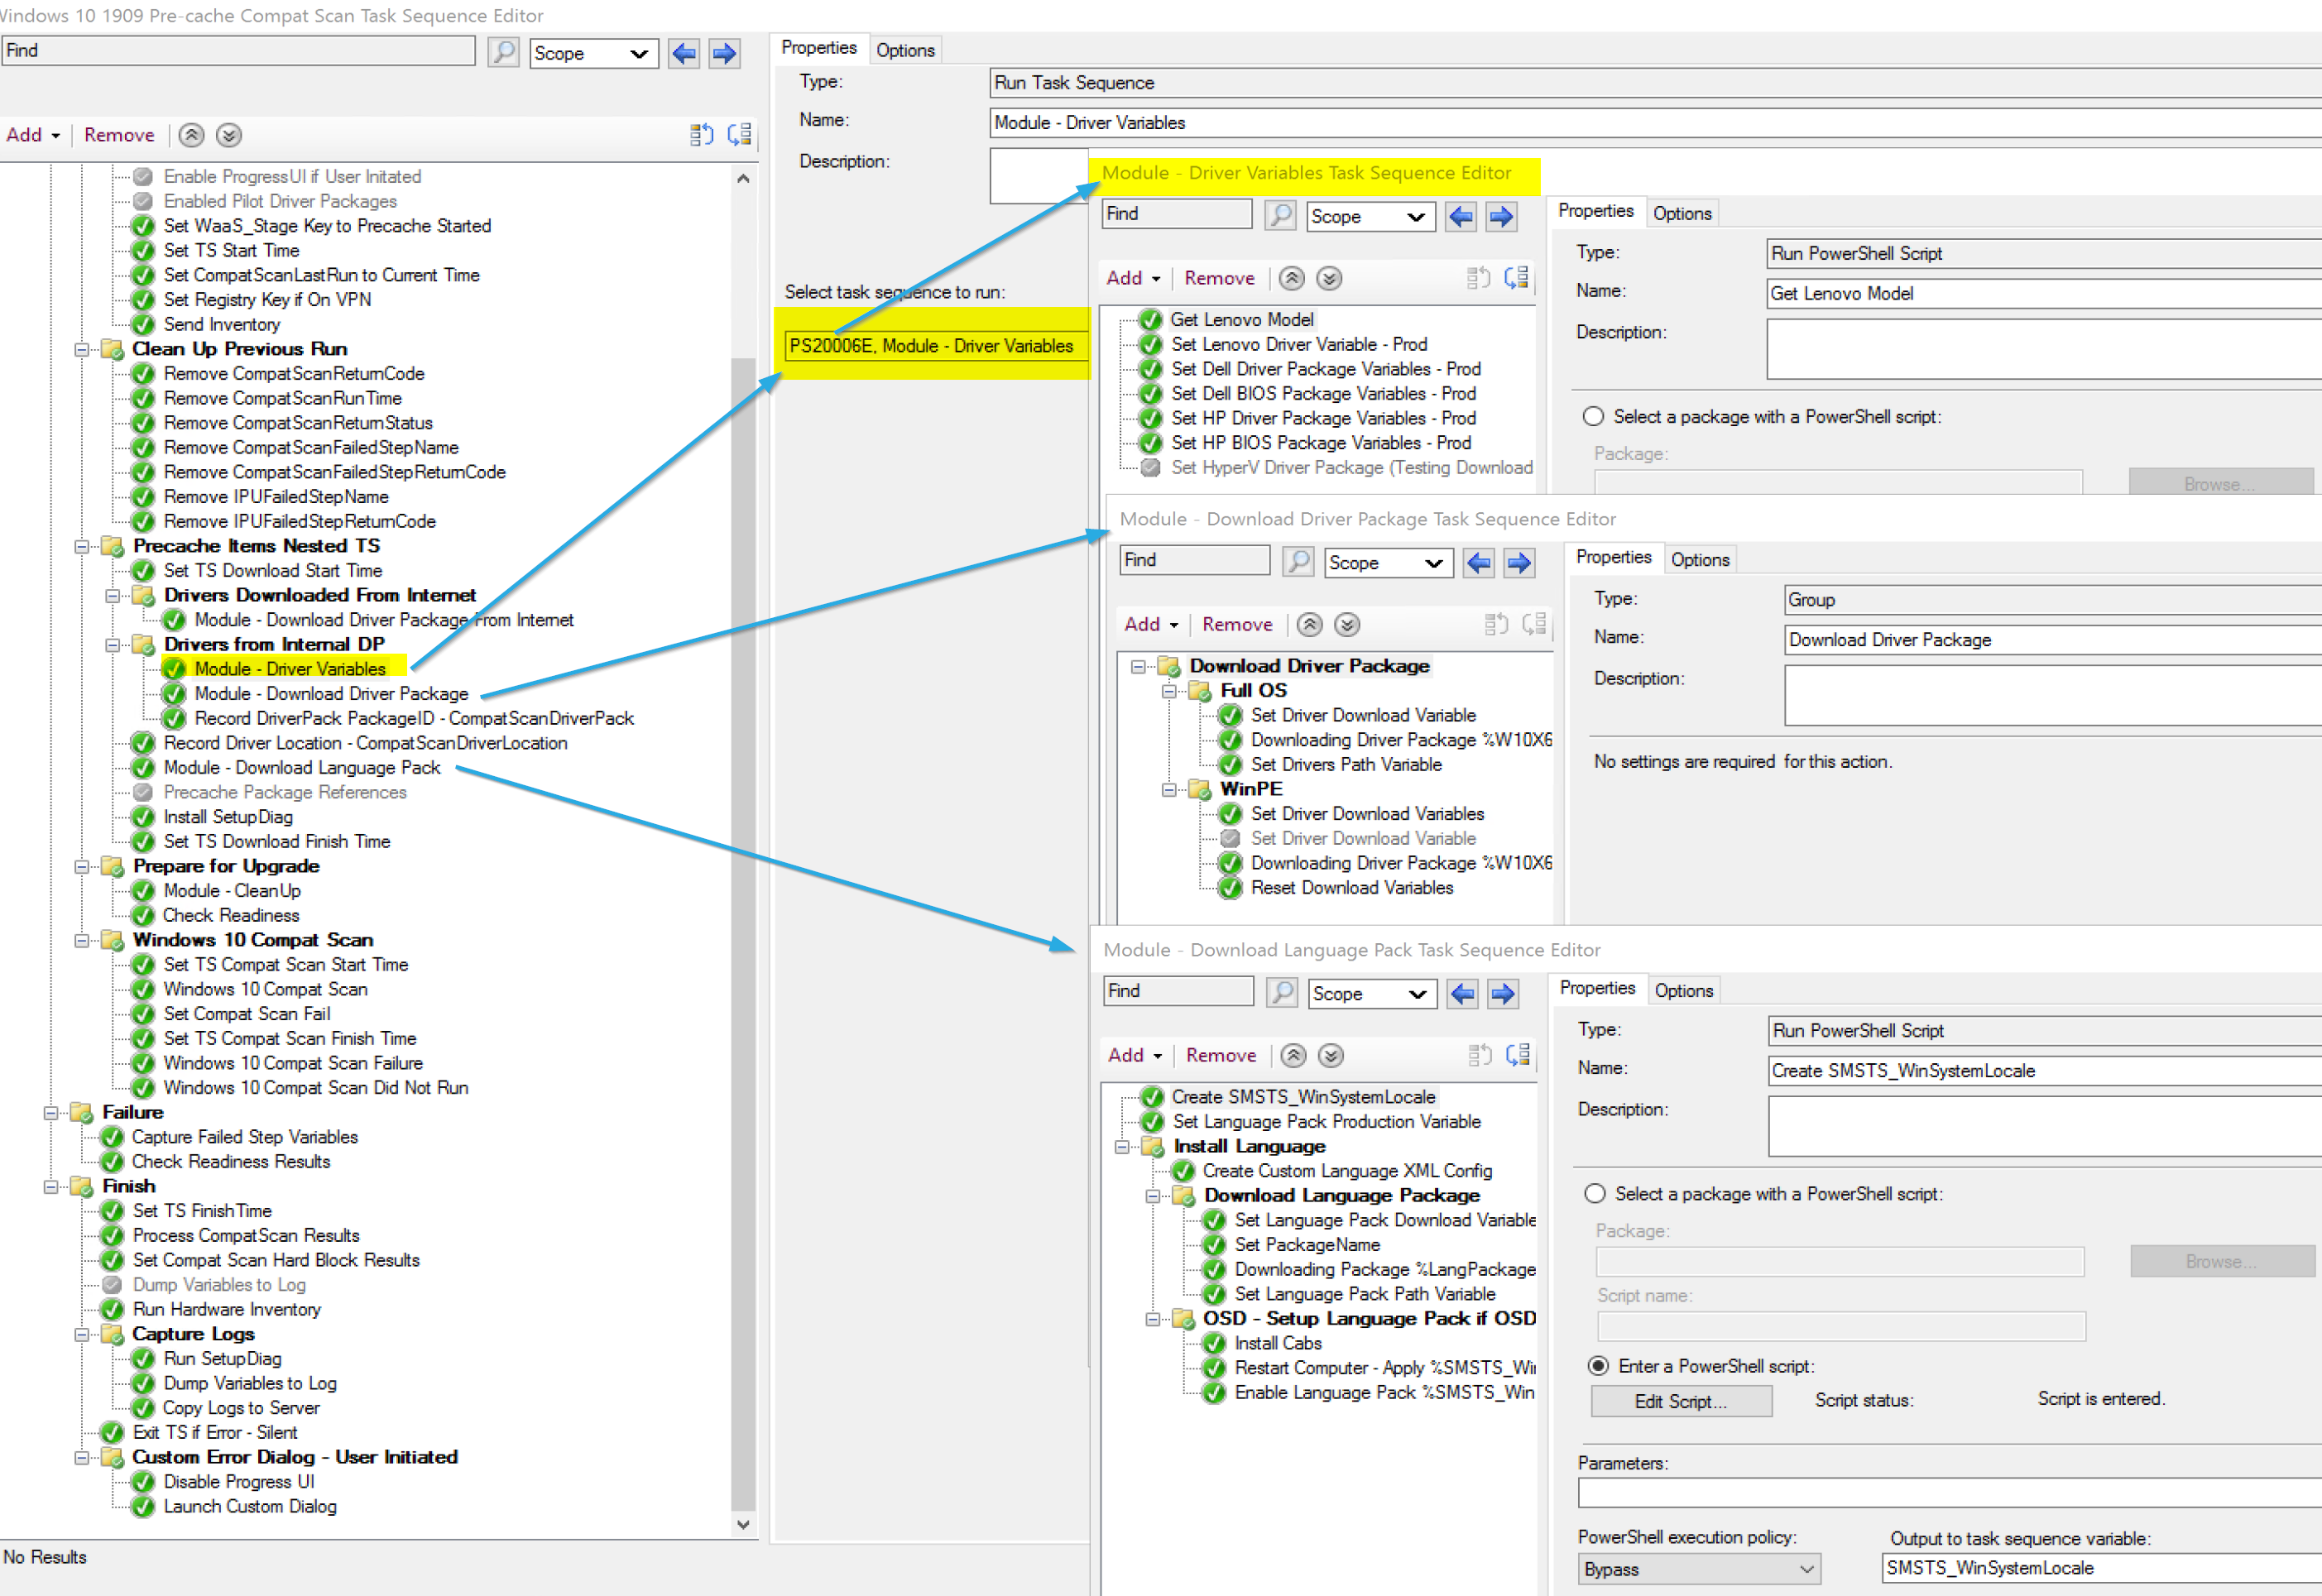 Windows 10 1909 Pre-cache Compat Scan Task Sequence Editor
Find
Scope
Add
Remove
Enable ProgressUI if User Initated
Enabled Pilot Driver Packages
Set WaaS_Stage Key to Precache Started
Set TS Start Time
Set CompatScanLastRun to Current Time
Set Registry Key if On VPN
Send Inventory
Clean Up Previous Run
Remove CompatScanReturnCode
Remove CompatScanRunTime
Remove CompatScanReturnStatus
Remove CompatScanFailedStepName
Remove CompatScanFailedStepReturnCode
Remove IPUFailedStepName
Remove IPUFailedStepReturnCode
Precache Items Nested TS
Set TS Download Start Time
Drivers Downloaded From Internet
Module - Download Driver Package From Internet
Drivers from Internal DP
Module - Driver Variables
Module - Download Driver Package
Record DriverPack PackageID - CompatScanDriverPack
Record Driver Location - CompatScanDriverLocation
Module - Download Language Pack
Precache Package References
Install SetupDiag
Set TS Download Finish Time
Prepare for Upgrade
Module - CleanUp
Check Readiness
Windows 10 Compat Scan
Set TS Compat Scan Start Time
Windows 10 Compat Scan
Set Compat Scan Fail
Set TS Compat Scan Finish Time
Windows 10 Compat Scan Failure
Windows 10 Compat Scan Did Not Run
Failure
Capture Failed Step Variables
Check Readiness Results
Finish
Set TS FinishTime
Process CompatScan Results
Set Compat Scan Hard Block Results
Dump Variables to Log
Run Hardware Inventory
Capture Logs
Run SetupDiag
Dump Variables to Log
Copy Logs to Server
Exit TS if Error - Silent
Custom Error Dialog - User Initiated
Disable Progress UI
Launch Custom Dialog
No Results
Properties
Options
Type:
Run Task Sequence
Name:
Module - Driver Variables
Description:
Select task sequence to run:
PS20006E, Module - Driver Variables
Module - Driver Variables Task Sequence Editor
Find
Scope
Add
Remove
Get Lenovo Model
Set Lenovo Driver Variable - Prod
Set Dell Driver Package Variables - Prod
Set Dell BIOS Package Variables - Prod
Set HP Driver Package Variables - Prod
Set HP BIOS Package Variables - Prod
Set HyperV Driver Package (Testing Download
Properties
Options
Type:
Run PowerShell Script
Name:
Get Lenovo Model
Description:
Select a package with a PowerShell script:
Package:
Browse...
Module - Download Driver Package Task Sequence Editor
Find
Scope
Add
Remove
Download Driver Package
Full OS
Set Driver Download Variable
Downloading Driver Package %W10X6
Set Drivers Path Variable
WinPE
Set Driver Download Variables
Set Driver Download Variable
Downloading Driver Package %W10X6
Reset Download Variables
Properties
Options
Type:
Group
Name:
Download Driver Package
Description:
No settings are required for this action.
Module - Download Language Pack Task Sequence Editor
Find
Scope
Add
Remove
Create SMSTS_WinSystemLocale
Set Language Pack Production Variable
Install Language
Create Custom Language XML Config
Download Language Package
Set Language Pack Download Variable
Set PackageName
Downloading Package %LangPackage
Set Language Pack Path Variable
OSD - Setup Language Pack if OSD
Install Cabs
Restart Computer - Apply %SMSTS_Wi
Enable Language Pack %SMSTS_Win
Properties
Options
Type:
Run PowerShell Script
Name:
Create SMSTS_WinSystemLocale
Description:
Select a package with a PowerShell script:
Package:
Browse...
Script name:
Enter a PowerShell script:
Edit Script...
Script status:
Script is entered.
Parameters:
PowerShell execution policy:
Output to task sequence variable:
Bypass
SMSTS_WinSystemLocale